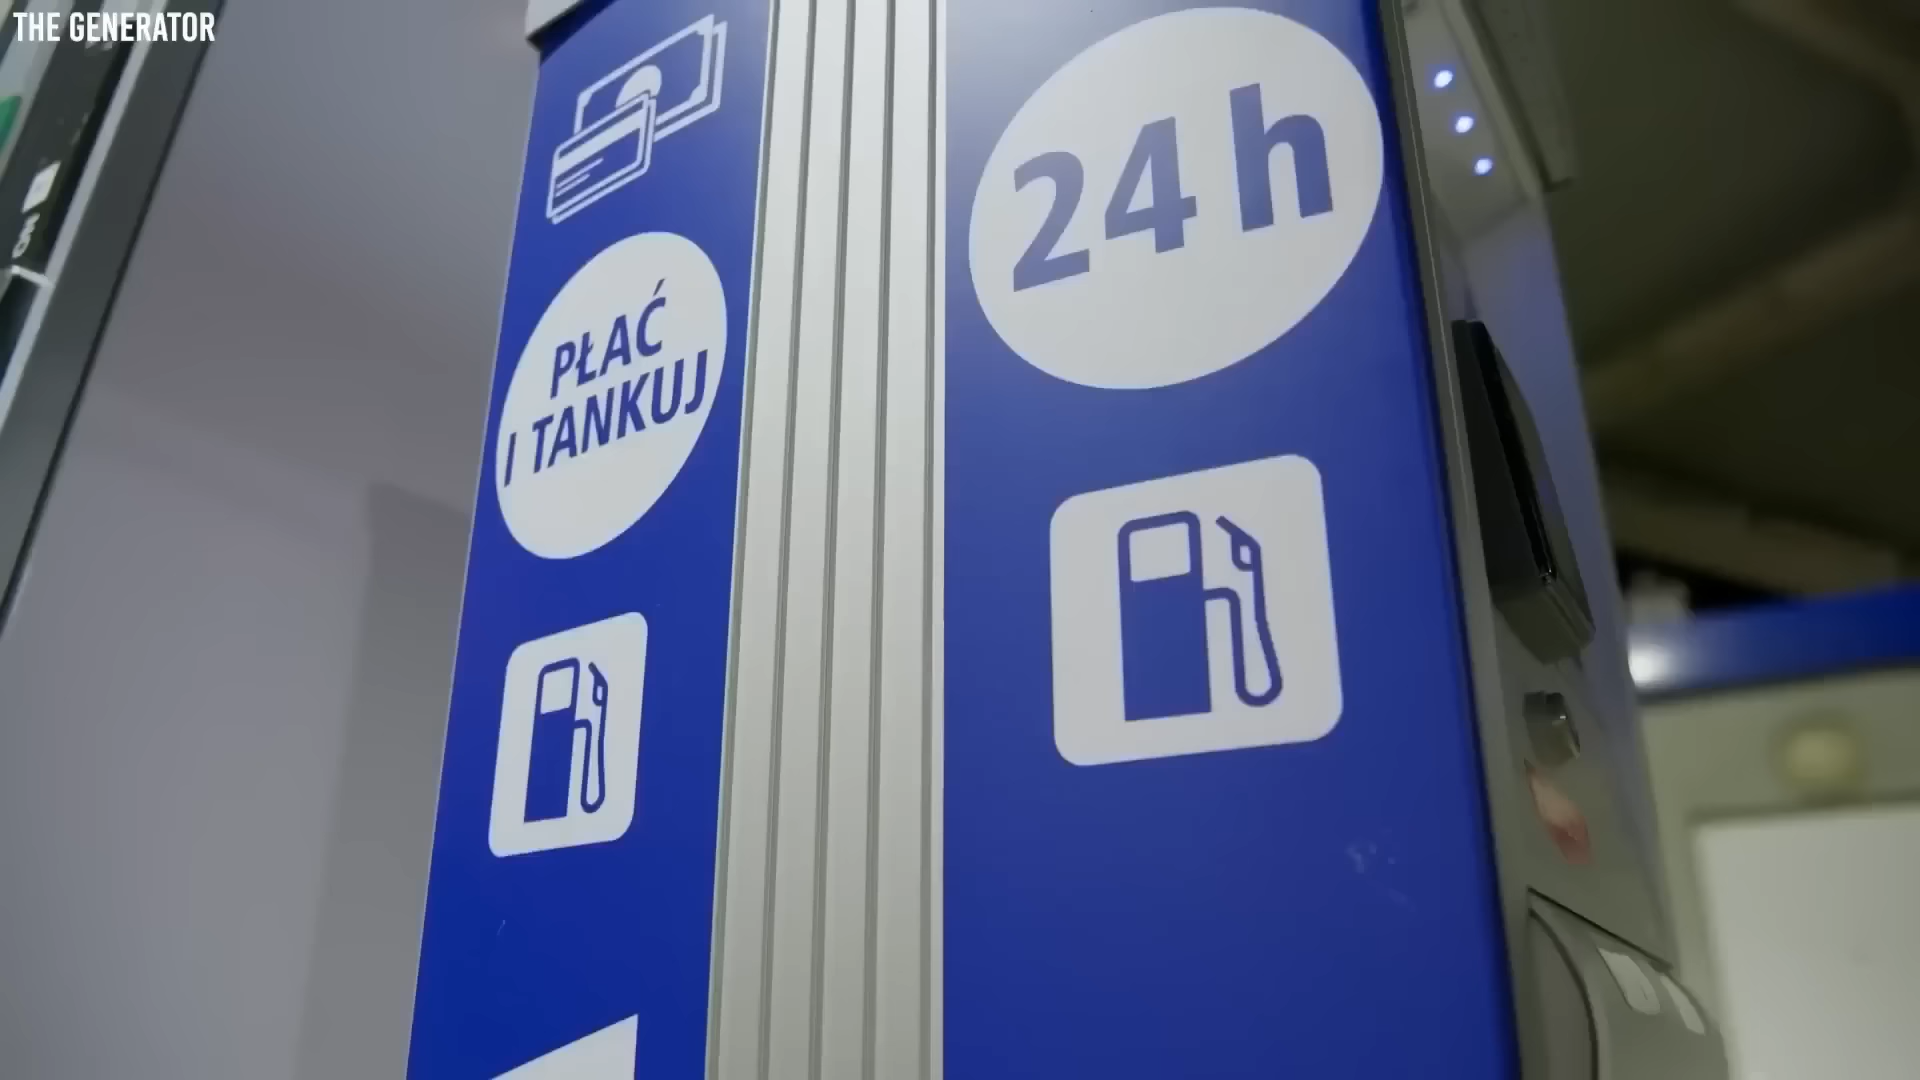 THE GENERATOR
PŁAĆ
I TANKUJ
24 h